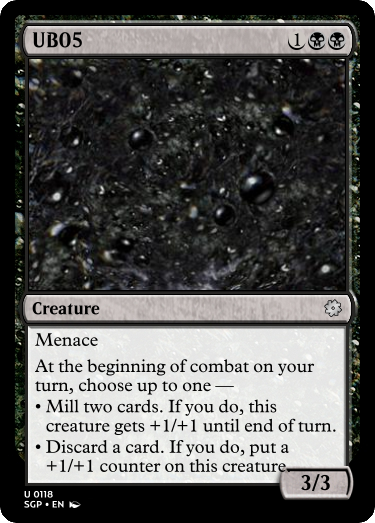 UB05 1
Creature
Menace
At the beginning of combat on your
turn, choose up to one —
• Mill two cards. If you do, this
creature gets +1/+1 until end of turn.
• Discard a card. If you do, put a
+1/+1 counter on this creature.
3/3
U 0118
SGP • EN